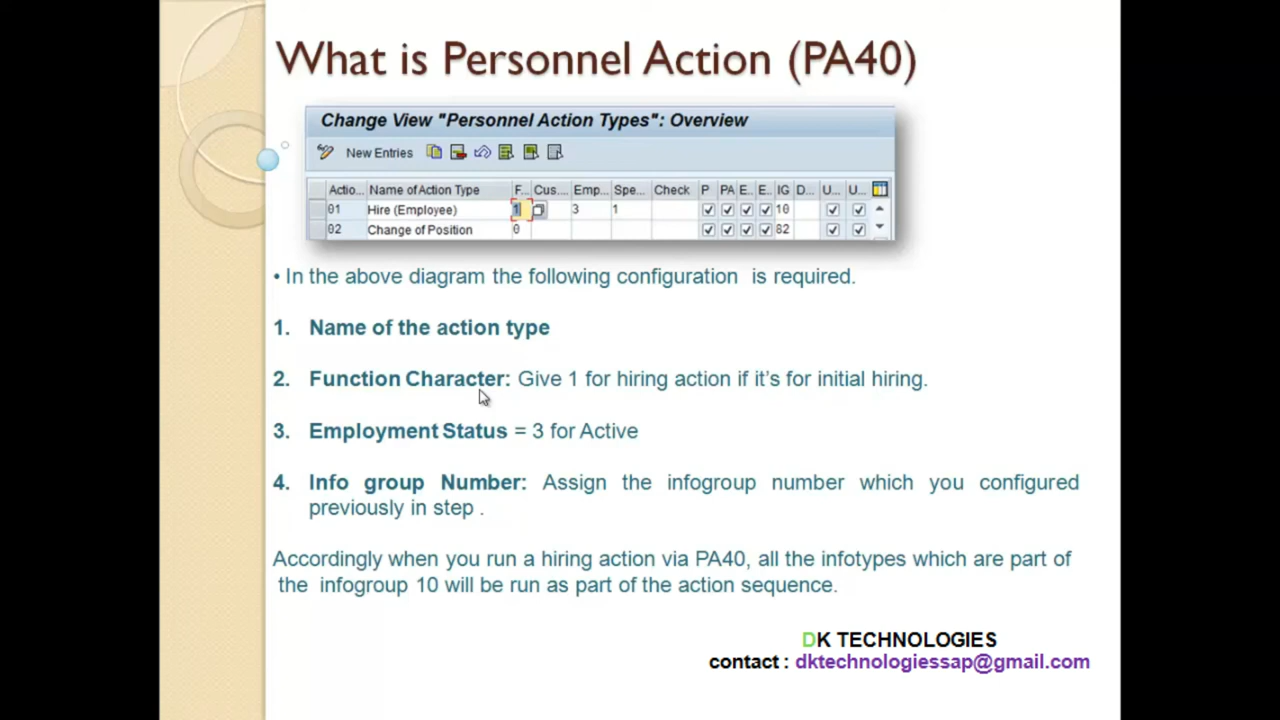 What is Personnel Action (PA40)
Change View "Personnel Action Types": Overview
New Entries
Actio... Name of Action Type F... Cus.... Emp... Spe... Check P PA E.. E.. IG D... U... U...
01 Hire (Employee) 1 3 1 10
02 Change of Position 0 82
• In the above diagram the following configuration is required.
1. Name of the action type
2. Function Character: Give 1 for hiring action if it's for initial hiring.
3. Employment Status = 3 for Active
4. Info group Number: Assign the infogroup number which you configured
previously in step .
Accordingly when you run a hiring action via PA40, all the infotypes which are part of
the infogroup 10 will be run as part of the action sequence.
DK TECHNOLOGIES
contact : dktechnologiessap@gmail.com